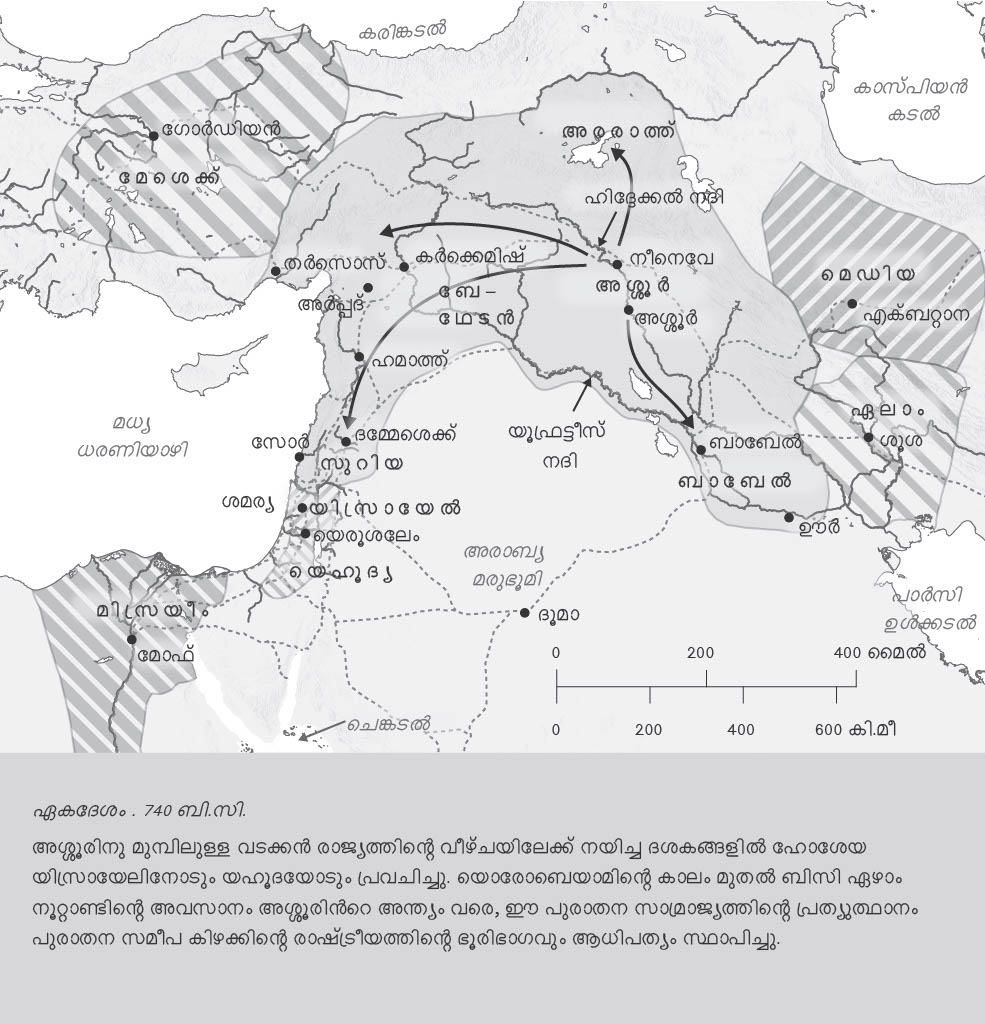 കരിങ്കടൽ
കാസ്പിയൻ
കടൽ
ഗോർഡിയൻ
അരരാത്ത്
മേശെക്ക്
ഹിദ്ദേക്കൽ നദി
തർസൊസ്
കർക്കെമിഷ്
നീനെവേ
മെഡിയ
അശ്ശൂർ
ബേ–
ഥേടൻ
അർപ്പദ്
എക്ബറ്റാന
അശ്ശൂർ
ഹമാത്ത്
ഏലാം
മധ്യ
ധരണിയാഴി
സോർ
ദമ്മേശെക്ക്
യൂഫ്രട്ടീസ്
നദി
ബാബേൽ
ശൂശ
സുറിയ
ബാബേൽ
ശമര്യ
യിസ്രായേൽ
ഊർ
യെരൂശലേം
അരാബ്യ
മരുഭൂമി
യെഹൂദ്യ
പാർസി
ഉൾക്കടൽ
മിസ്രയീം
ദൂമാ
മോഫ്
0 200 400 മൈൽ
0 200 400 600 കി.മീ
ചെങ്കടൽ
ഏകദേശം . 740 ബി.സി.
അശ്ശൂരിനു മുമ്പിലുള്ള വടക്കൻ രാജ്യത്തിന്റെ വീഴ്ചയിലേക്ക് നയിച്ച ദശകങ്ങളിൽ ഹോശേയ
യിസ്രായേലിനോടും യഹൂദയോടും പ്രവചിച്ചു. യൊരോബെയാമിന്റെ കാലം മുതൽ ബിസി ഏഴാം
നൂറ്റാണ്ടിന്റെ അവസാനം അശ്ശൂരിൻറെ അന്ത്യം വരെ, ഈ പുരാതന സാമ്രാജ്യത്തിന്റെ പ്രത്യുത്ഥാനം
പുരാതന സമീപ കിഴക്കിന്റെ രാഷ്ട്രീയത്തിന്റെ ഭൂരിഭാഗവും ആധിപത്യം സ്ഥാപിച്ചു.